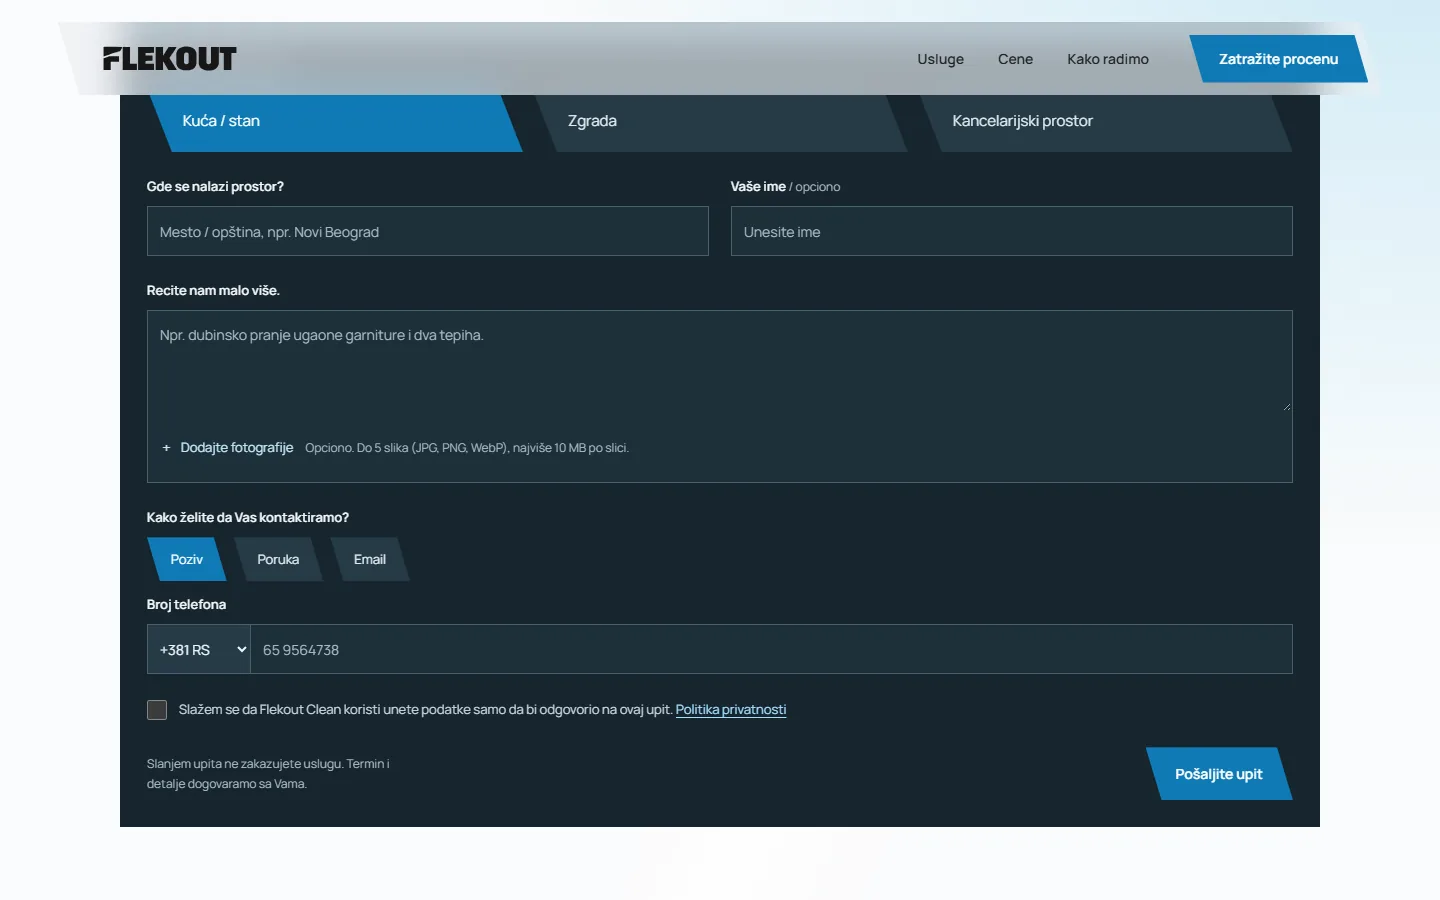 FLEKOUT
Usluge
Cene
Kako radimo
Zatražite procenu
Kuća / stan
Zgrada
Kancelarijski prostor
Gde se nalazi prostor?
Vaše ime / opciono
Mesto / opština, npr. Novi Beograd
Unesite ime
Recite nam malo više.
Npr. dubinsko pranje ugaone garniture i dva tepiha.
+ Dodajte fotografije Opciono. Do 5 slika (JPG, PNG, WebP), najviše 10 MB po slici.
Kako želite da Vas kontaktiramo?
Poziv
Poruka
Email
Broj telefona
+381 RS
65 9564738
Slažem se da Flekout Clean koristi unete podatke samo da bi odgovorio na ovaj upit. Politika privatnosti
Slanjem upita ne zakazujete uslugu. Termin i
detalje dogovaramo sa Vama.
Pošaljite upit